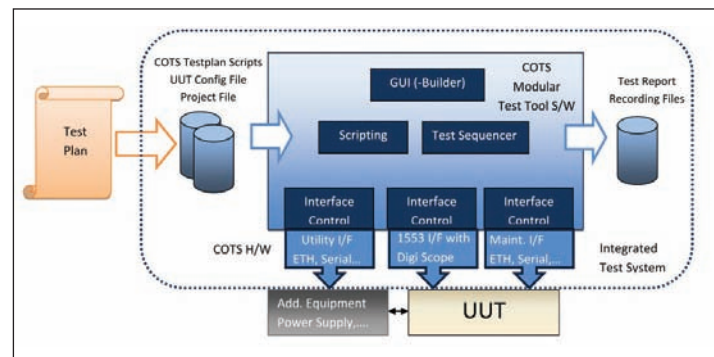 Test
Plan
COTS Testplan Scripts
UUT Config File
Project File
GUI (-Builder)
COTS
Modular
Test Tool S/W
Scripting
Test Sequencer
Test Report
Recording Files
Interface
Control
Interface
Control
Interface
Control
COTS H/W
Utility I/F
ETH, Serial...
1553 I/F with
Digi Scope
Maint. I/F
ETH, Serial,...
Integrated
Test System
Add. Equipment
Power Supply,....
UUT